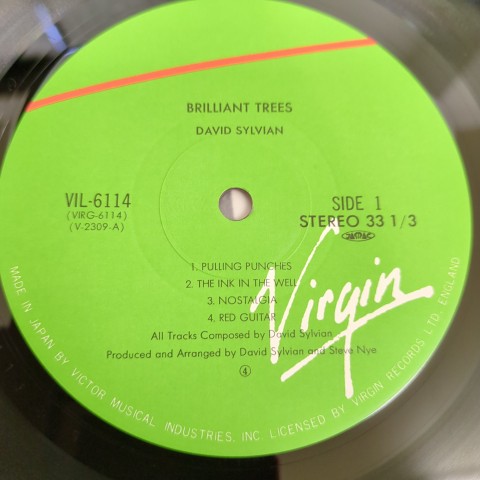 BRILLIANT TREES
DAVID SYLVIAN
VIL-6114
(VIRG-6114)
(V-2309-A)
SIDE 1
STEREO 33 1/3
1. PULLING PUNCHES
2. THE INK IN THE WELL
3. NOSTALGIA
4. RED GUITAR
All Tracks Composed by David Sylvian
Produced and Arranged by David Sylvian and Steve Nye
④
Virgin
MADE IN JAPAN BY VICTOR MUSICAL INDUSTRIES, INC. LICENSED BY VIRGIN RECORDS LTD. ENGLAND